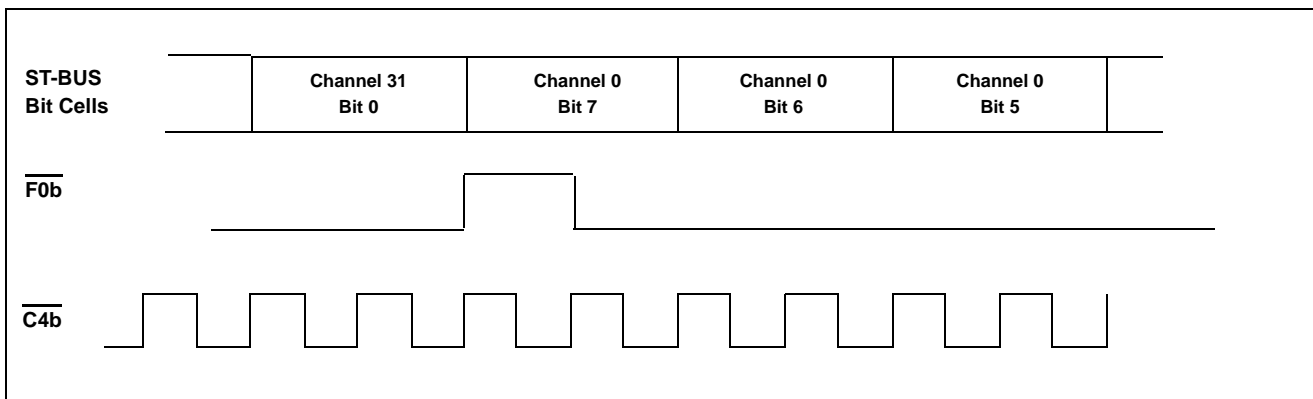 ST-BUS
Bit Cells
Channel 31
Bit 0
Channel 0
Bit 7
Channel 0
Bit 6
Channel 0
Bit 5
F0b
C4b